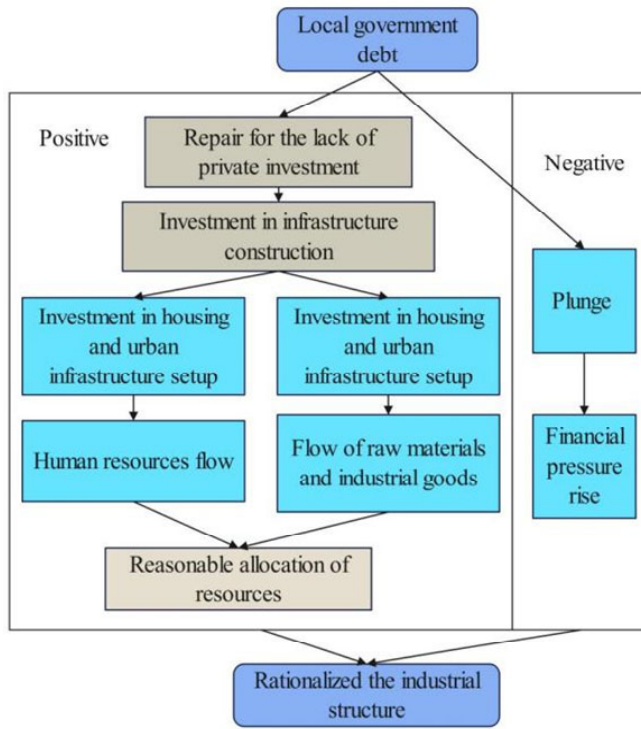 Local government
debt
Positive
Repair for the lack of
private investment
Negative
Investment in infrastructure
construction
Investment in housing
and urban
infrastructure setup
Investment in housing
and urban
infrastructure setup
Plunge
Human resources flow
Flow of raw materials
and industrial goods
Financial
pressure
rise
Reasonable allocation of
resources
Rationalized the industrial
structure